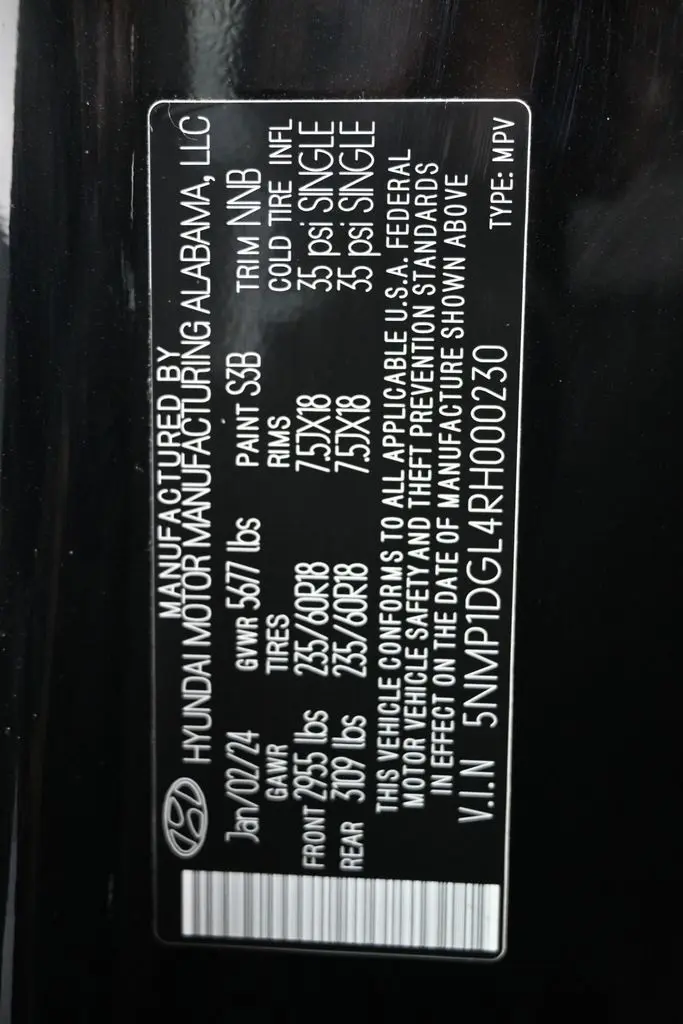 MANUFACTURED BY
HYUNDAI MOTOR MANUFACTURING ALABAMA, LLC
Jan/02/24 GVWR 5677 lbs PAINT S3B TRIM NNB
GAWR TIRES RIMS COLD TIRE INFL
FRONT 2955 lbs 235/60R18 7.5JX18 35 psi SINGLE
REAR 3109 lbs 235/60R18 7.5JX18 35 psi SINGLE
THIS VEHICLE CONFORMS TO ALL APPLICABLE U.S.A. FEDERAL
MOTOR VEHICLE SAFETY AND THEFT PREVENTION STANDARDS
IN EFFECT ON THE DATE OF MANUFACTURE SHOWN ABOVE
V.I.N 5NMP1DGL4RH000230 TYPE: MPV